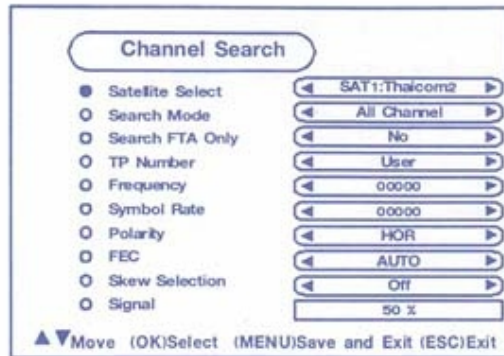 Channel Search
Satellite Select SAT1:Thaicom2
Search Mode All Channel
Search FTA Only No
TP Number User
Frequency 00000
Symbol Rate 00000
Polarity HOR
FEC AUTO
Skew Selection Off
Signal 50 %
▲▼Move (OK)Select (MENU)Save and Exit (ESC)Exit